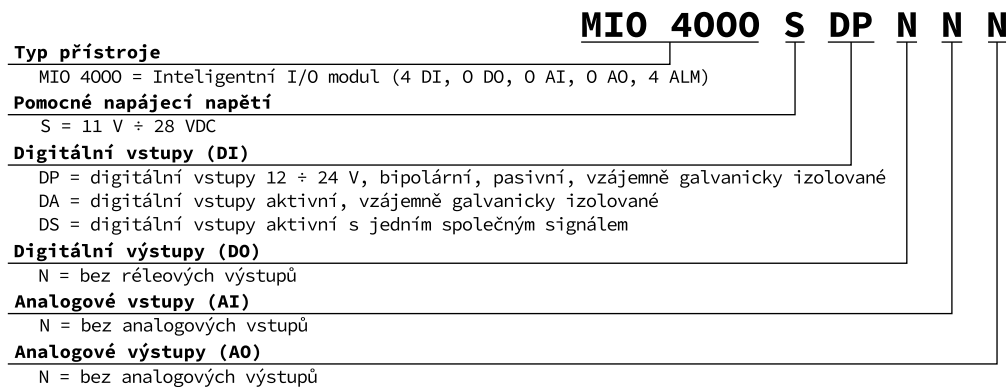 MIO 4000 S DP N N N
Typ přístroje
MIO 4000 = Inteligentní I/O modul (4 DI, 0 DO, 0 AI, 0 AO, 4 ALM)
Pomocné napájecí napětí
S = 11 V ÷ 28 VDC
Digitální vstupy (DI)
DP = digitální vstupy 12 ÷ 24 V, bipolární, pasivní, vzájemně galvanicky izolované
DA = digitální vstupy aktivní, vzájemně galvanicky izolované
DS = digitální vstupy aktivní s jedním společným signálem
Digitální výstupy (DO)
N = bez réleových výstupů
Analogové vstupy (AI)
N = bez analogových vstupů
Analogové výstupy (AO)
N = bez analogových výstupů